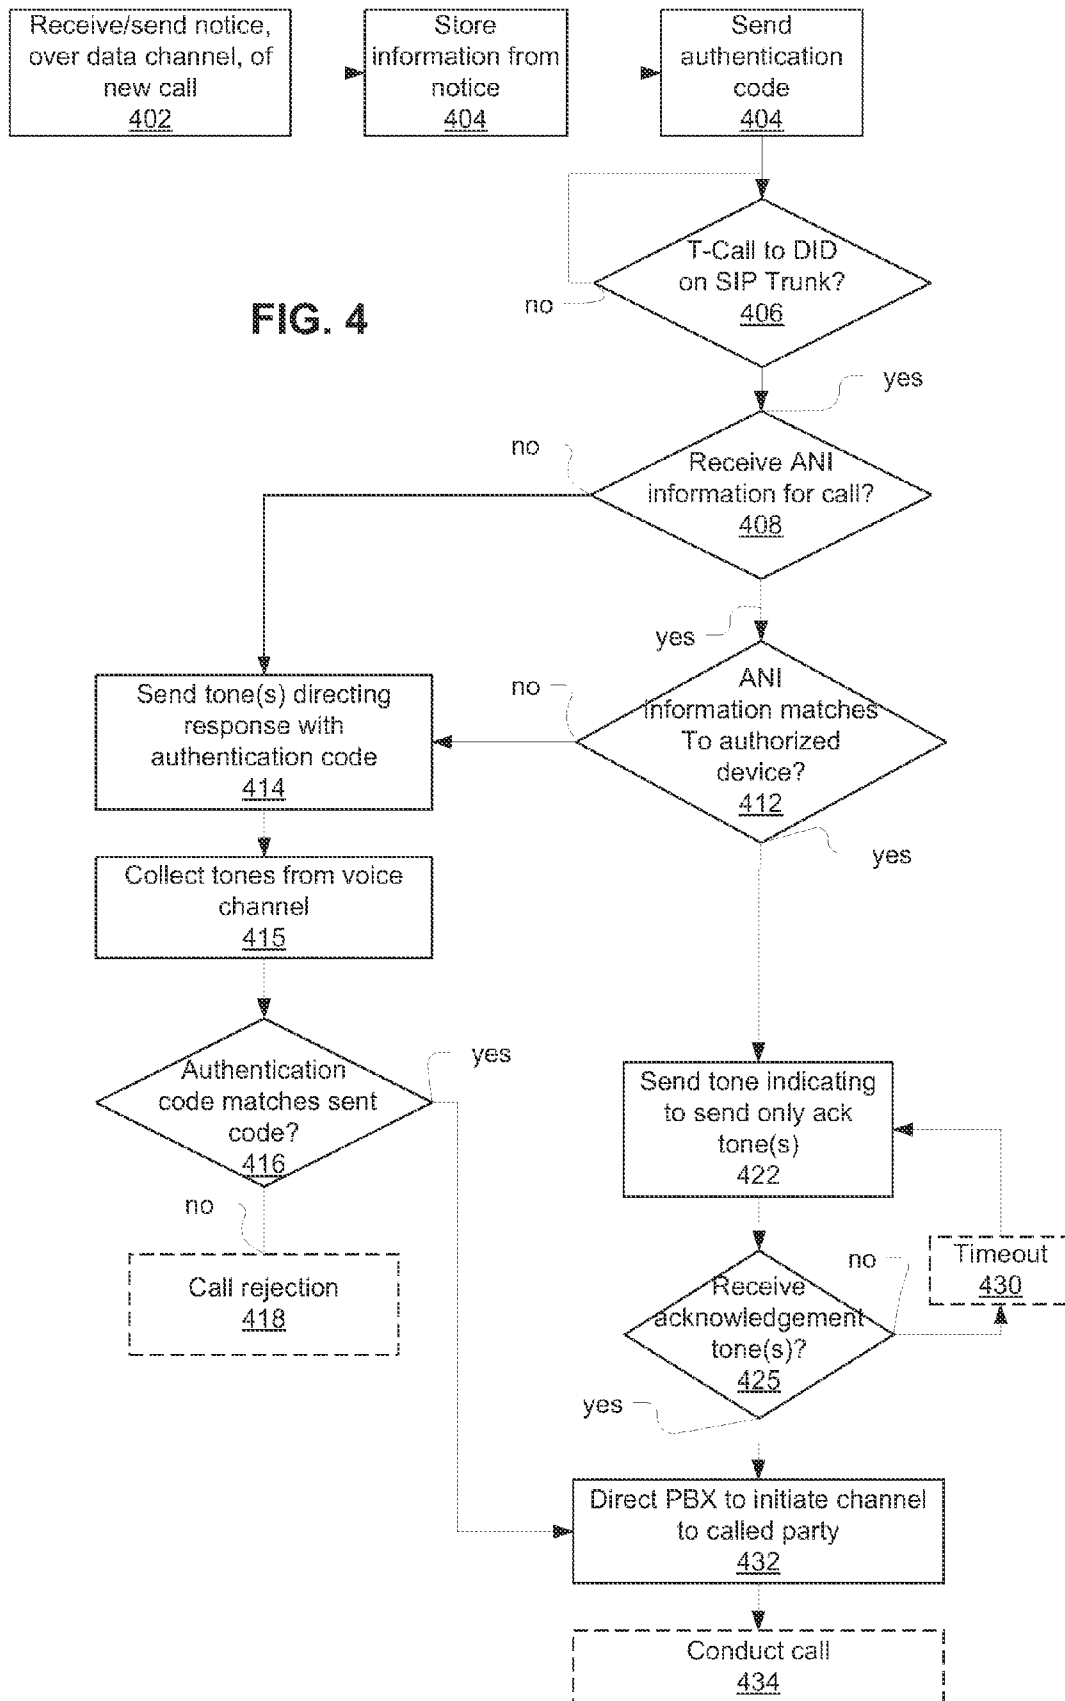 Receive/send notice,
over data channel, of
new call
402
Store
information from
notice
404
Send
authentication
code
404
T-Call to DID
on SIP Trunk?
406
no
FIG. 4
yes
no
Receive ANI
information for call?
408
yes
no
ANI
information matches
To authorized
device?
412
Send tone(s) directing
response with
authentication code
414
yes
Collect tones from voice
channel
415
yes
Authentication
code matches sent
code?
416
Send tone indicating
to send only ack
tone(s)
422
no
Call rejection
418
no
Timeout
430
Receive
acknowledgement
tone(s)?
425
yes
Direct PBX to initiate channel
to called party
432
Conduct call
434